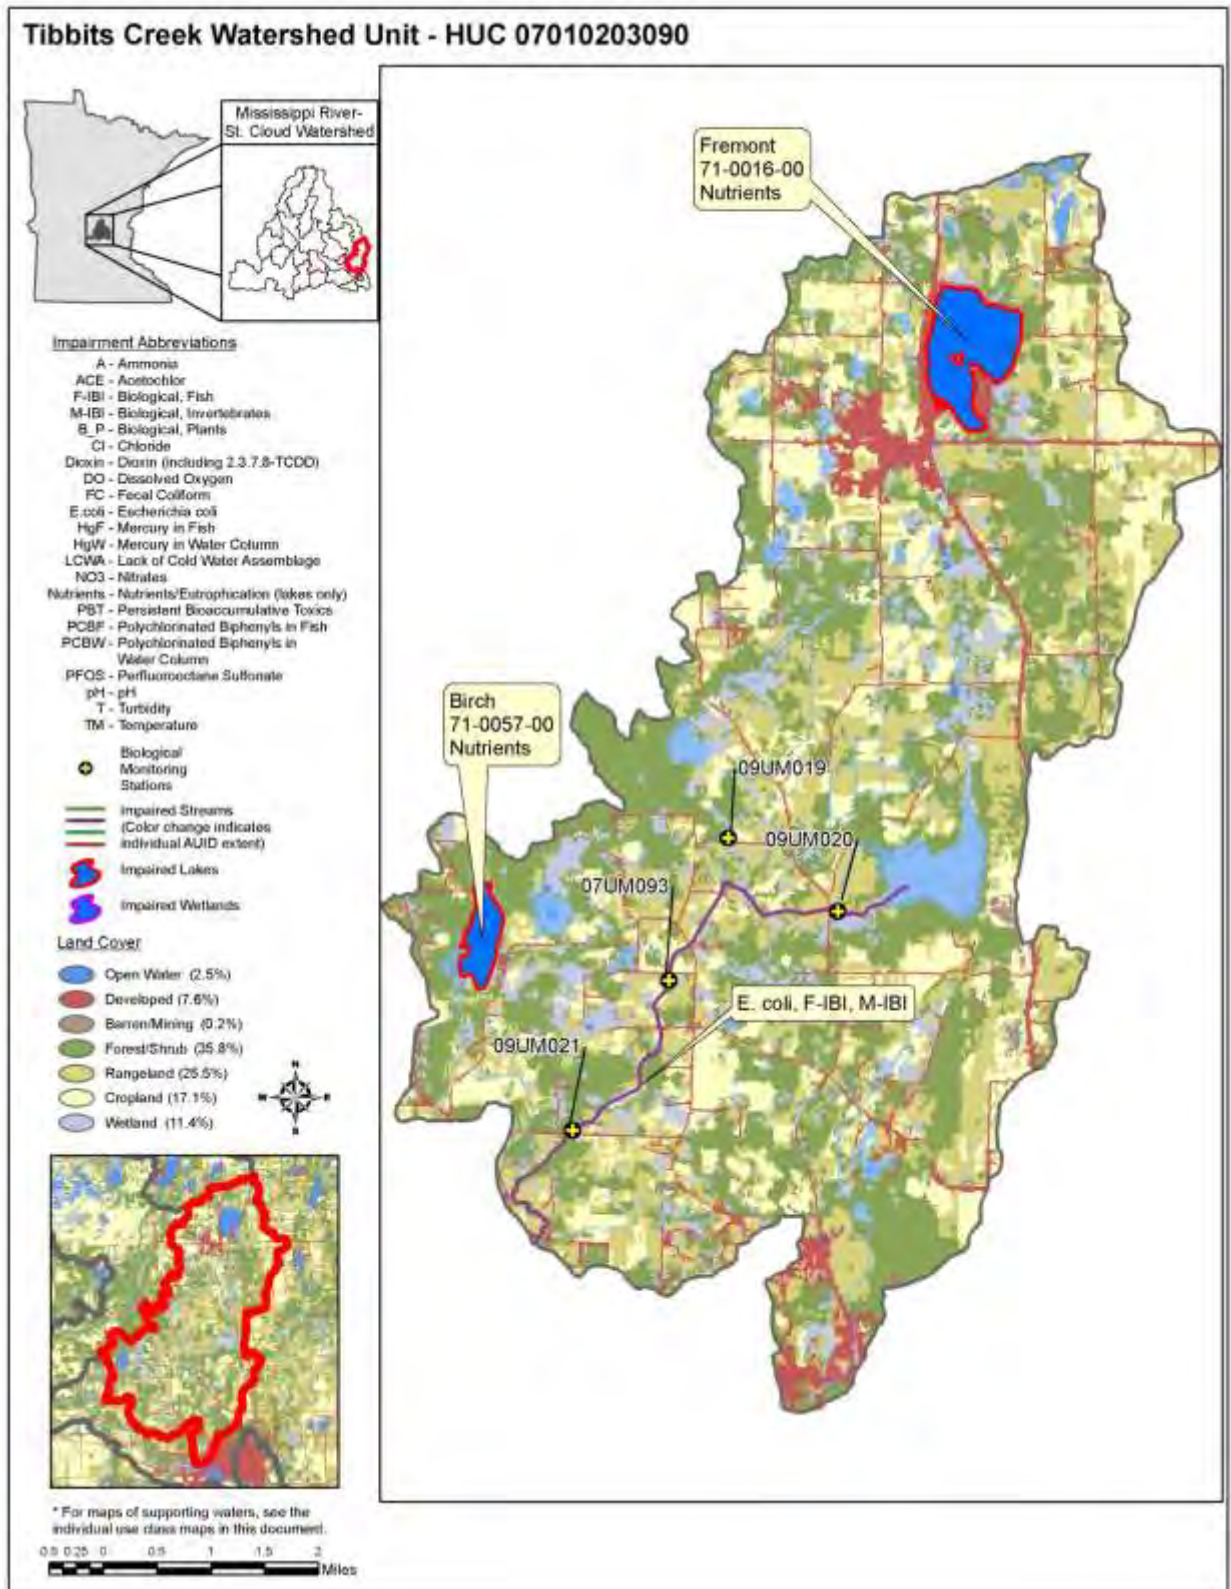 Tibbits Creek Watershed Unit - HUC 07010203090
Mississippi River-
St. Cloud Watershed
Impairment Abbreviations
A - Ammonia
ACE - Acetochlor
F-IBI - Biological, Fish
M-IBI - Biological, Invertebrates
B_P - Biological, Plants
Cl - Chloride
Dioxin - Dioxin (including 2.3.7.8-TCDD)
DO - Dissolved Oxygen
FC - Fecal Coliform
E.coli - Escherichia coli
HgF - Mercury in Fish
HgW - Mercury in Water Column
LCWA - Lack of Cold Water Assemblage
NO3 - Nitrates
Nutrients - Nutrients/Eutrophication (lakes only)
PBT - Persistent Bioaccumulative Toxics
PCBF - Polychlorinated Biphenyls in Fish
PCBW - Polychlorinated Biphenyls in
Water Column
PFOS - Perfluorooctane Sulfonate
pH - pH
T - Turbidity
TM - Temperature
Biological
Monitoring
Stations
Impaired Streams
(Color change indicates
individual AUID extent)
Impaired Lakes
Impaired Wetlands
Land Cover
Open Water (2.5%)
Developed (7.6%)
Barren/Mining (0.2%)
Forest/Shrub (35.8%)
Rangeland (25.5%)
Cropland (17.1%)
Wetland (11.4%)
N
W
E
S
* For maps of supporting waters, see the
individual use class maps in this document.
0.5 0.25 0 0.5 1 1.5 2
Miles
Fremont
71-0016-00
Nutrients
Birch
71-0057-00
Nutrients
09UM019
09UM020
07UM093
E. coli, F-IBI, M-IBI
09UM021